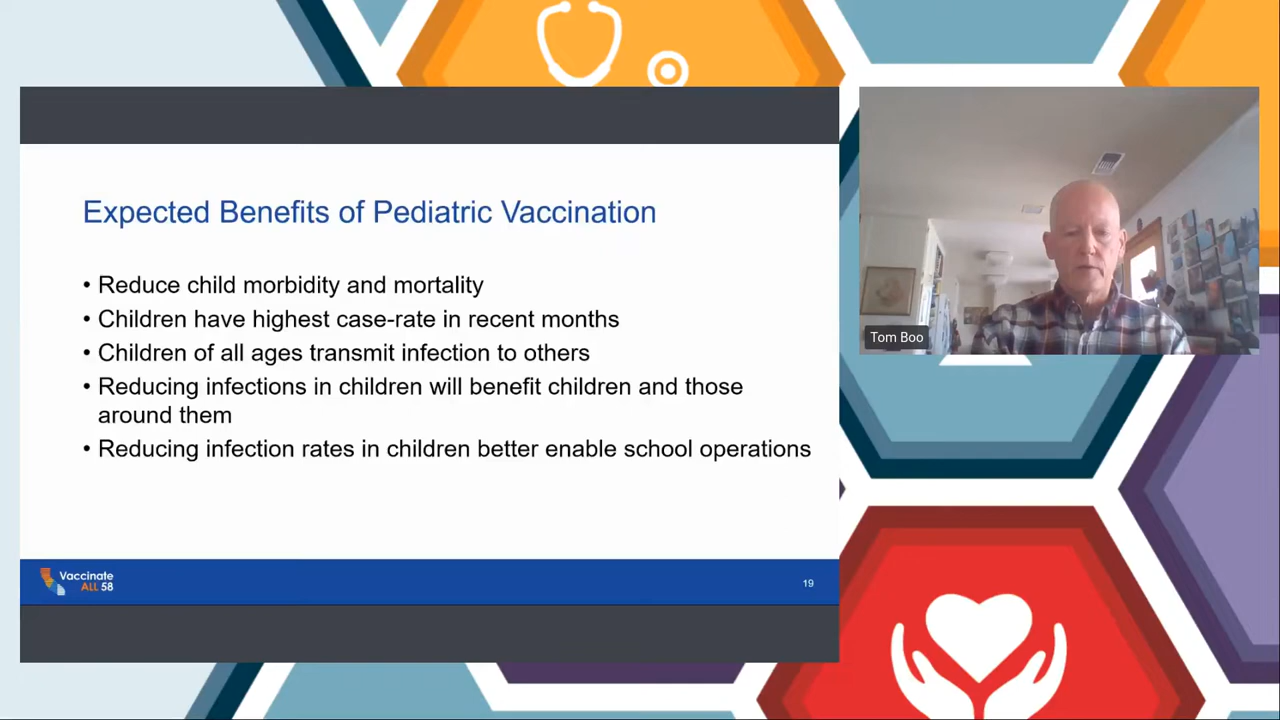 Expected Benefits of Pediatric Vaccination
• Reduce child morbidity and mortality
• Children have highest case-rate in recent months
• Children of all ages transmit infection to others
• Reducing infections in children will benefit children and those
around them
• Reducing infection rates in children better enable school operations
Vaccinate
ALL 58
19
Tom Boo